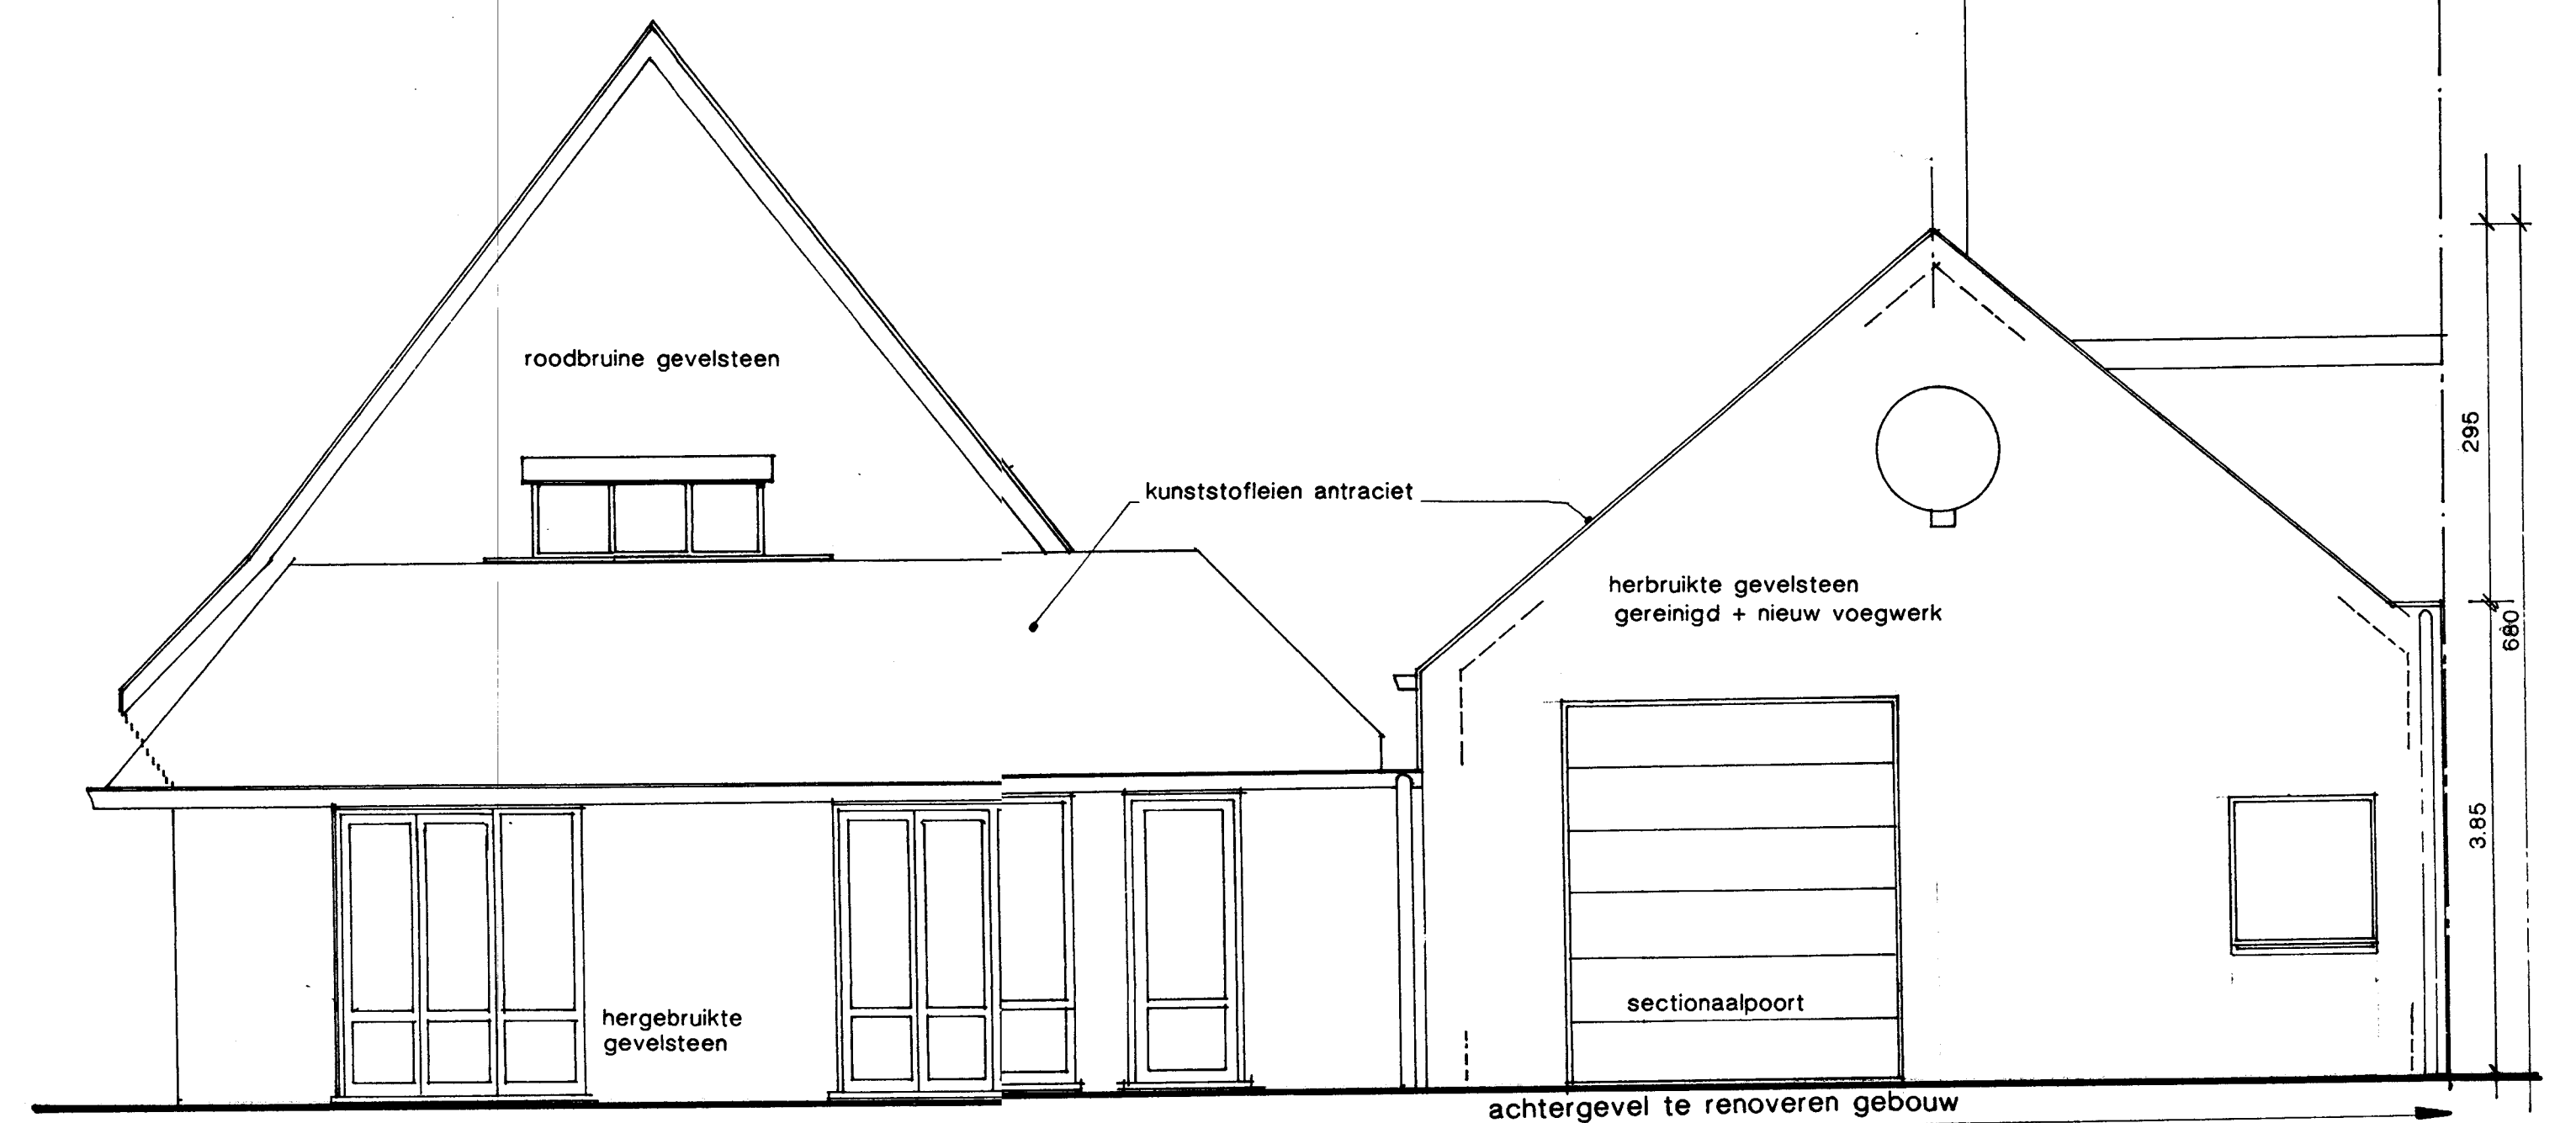 roodbruine gevelsteen
kunststofleien antraciet
herbruikte gevelsteen
gereinigd + nieuw voegwerk
295
680
3.85
sectionaalpoort
hergebruikte
gevelsteen
achtergevel te renoveren gebouw